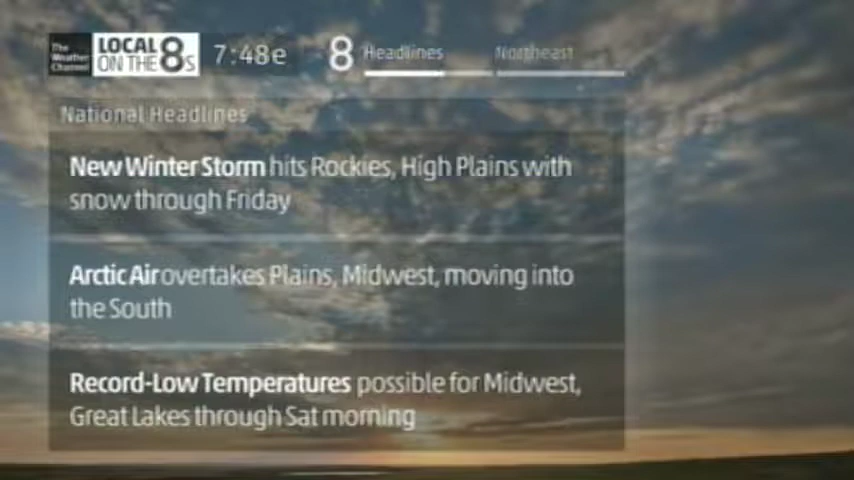 The Weather Channel
LOCAL ON THE 8s
7:48e
8
Headlines
Northeast
National Headlines
New Winter Storm hits Rockies, High Plains with
snow through Friday
Arctic Air overtakes Plains, Midwest, moving into
the South
Record-Low Temperatures possible for Midwest,
Great Lakes through Sat morning